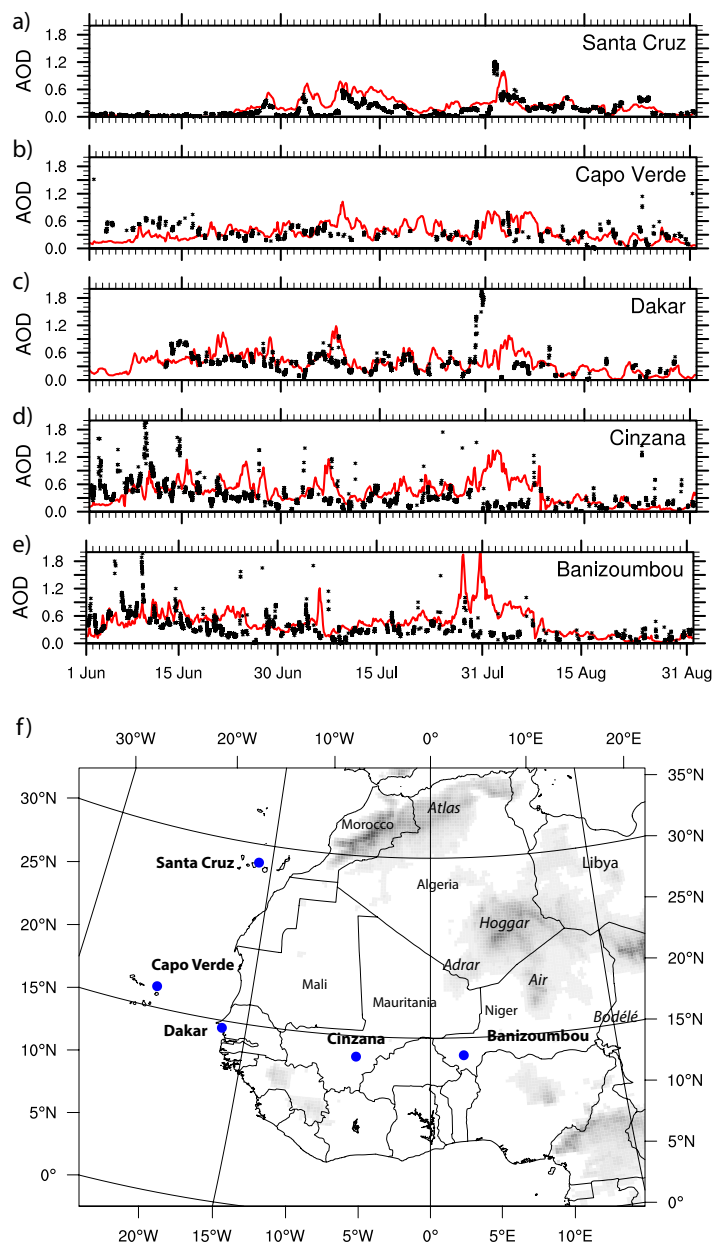 a)
AOD
1.8
1.2
0.6
0.0
Santa Cruz
b)
AOD
1.8
1.2
0.6
0.0
Capo Verde
c)
AOD
1.8
1.2
0.6
0.0
Dakar
d)
AOD
1.8
1.2
0.6
0.0
Cinzana
e)
AOD
1.8
1.2
0.6
0.0
Banizoumbou
1 Jun 15 Jun 30 Jun 15 Jul 31 Jul 15 Aug 31 Aug
f)
30°W 20°W 10°W 0° 10°E 20°E
35°N
30°N
Atlas
Morocco
30°N
Santa Cruz
25°N
Libya
Algeria
25°N
20°N
Hoggar
20°N
Capo Verde
Adrar
Air
Mali
15°N
Mauritania
Niger
Bodélé
15°N
Dakar
Cinzana
Banizoumbou
10°N
10°N
5°N
5°N
0°
0°
20°W 15°W 10°W 5°W 0° 5°E 10°E